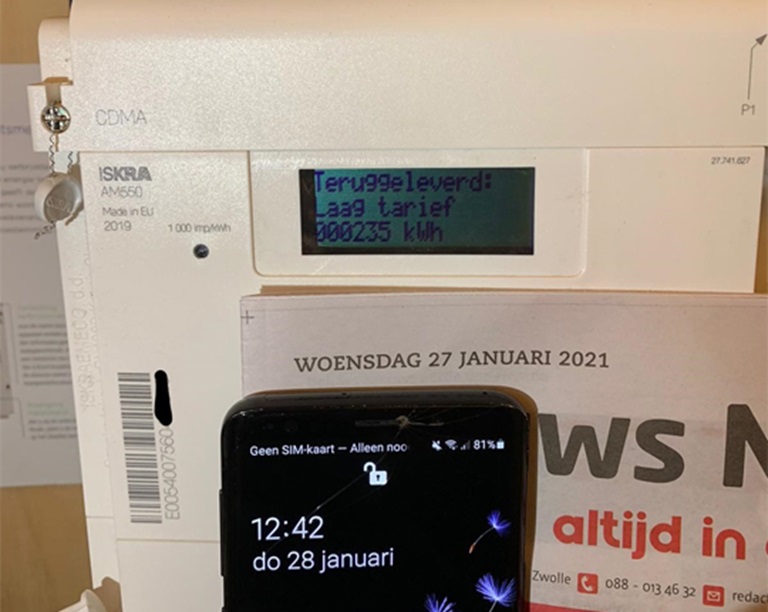 CDMA
P1
ISKRA
AM550
Made in EU
2019
1 000 imp/kWh
27.741.627
Teruggeleverd:
Laag tarief
000235 kWh
WOENSDAG 27 JANUARI 2021
E0054007560
ws N
altijd in
Zwolle 088 - 013 46 32 redac
Geen SIM-kaart — Alleen noo
81%
12:42
do 28 januari